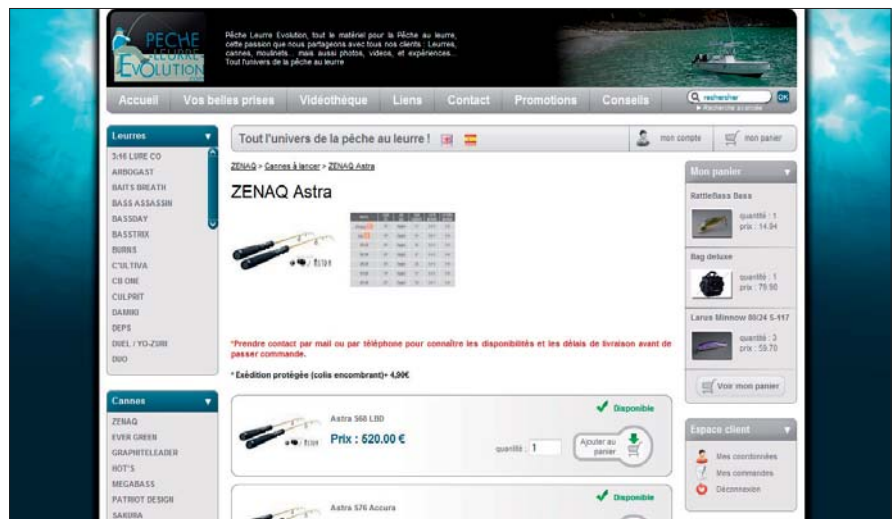 PECHE
LEURRE
EVOLUTION
.com
Pêche Leurre Evolution, tout le matériel pour la Pêche au leurre,
cette passion que nous partageons avec tous nos clients : Leurres,
cannes, moulinets... mais aussi photos, videos, et expériences...
Tout l'univers de la pêche au leurre
Accueil Vos belles prises Vidéothèque Liens Contact Promotions Conseils
rechercher OK
Recherche avancée
Leurres
3:16 LURE CO
ARBOGAST
BAITS BREATH
BASS ASSASSIN
BASSDAY
BASSTRIX
BURNS
C'ULTIVA
CB ONE
CULPRIT
DAMIKI
DEPS
DUEL / YO-ZURI
DUO
Cannes
ZENAQ
EVER GREEN
GRAPHITELEADER
HOT'S
MEGABASS
PATRIOT DESIGN
SAKURA
Tout l'univers de la pêche au leurre !
mon compte mon panier
ZENAQ > Cannes à lancer > ZENAQ Astra
ZENAQ Astra
*Prendre contact par mail ou par téléphone pour connaître les disponibilités et les délais de livraison avant de
passer commande.
* Exédition protégée (colis encombrant)+ 4,90€
Disponible
Astra 568 LBD
Prix : 520.00 €
quantité : 1
Ajouter au
panier
Disponible
Astra 576 Accura
Mon panier
RattleBass Bass
quantité : 1
prix : 14.94
Bag deluxe
quantité : 1
prix : 79.90
Larus Minnow 80/24 S-117
quantité : 3
prix : 59.70
Voir mon panier
Espace client
Mes coordonnées
Mes commandes
Déconnexion